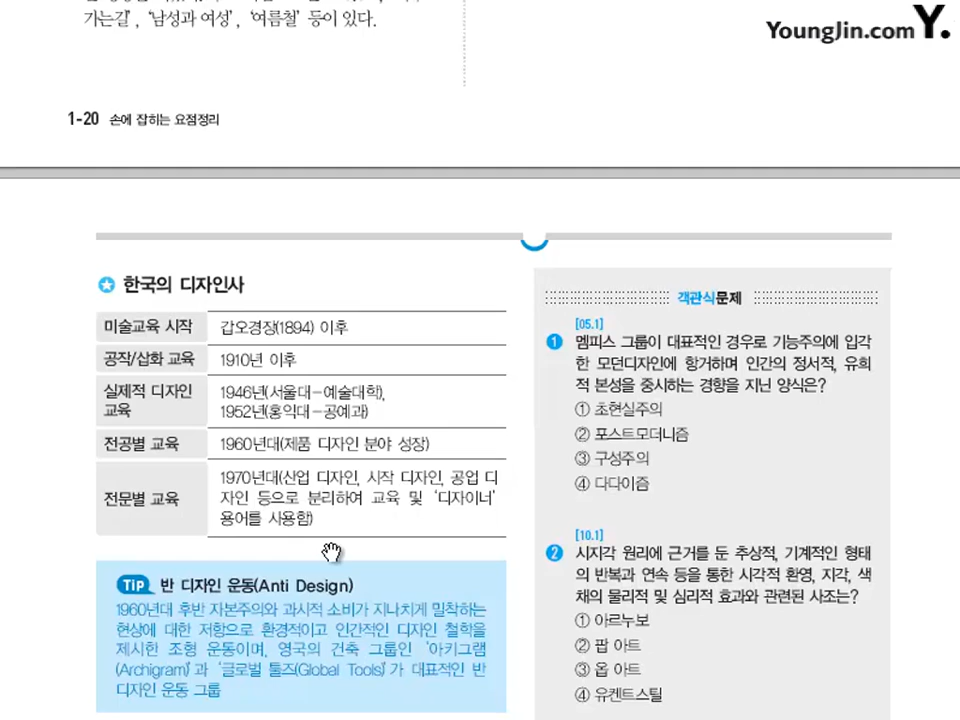 가는길', '남성과 여성', '여름철' 등이 있다.
YoungJin.com Y.
1-20 손에 잡히는 요점정리
한국의 디자인사
미술교육 시작 갑오경장(1894) 이후
공작/삽화 교육 1910년 이후
실제적 디자인 교육 1946년(서울대-예술대학),
1952년(홍익대-공예과)
전공별 교육 1960년대(제품 디자인 분야 성장)
전문별 교육 1970년대(산업 디자인, 시작 디자인, 공업 디
자인 등으로 분리하여 교육 및 '디자이너'
용어를 사용함)
TIP 반 디자인 운동(Anti Design)
1960년대 후반 자본주의와 과시적 소비가 지나치게 밀착하는
현상에 대한 저항으로 환경적이고 인간적인 디자인 철학을
제시한 조형 운동이며, 영국의 건축 그룹인 '아키그램
(Archigram)'과 '글로벌 툴즈(Global Tools)'가 대표적인 반
디자인 운동 그룹
객관식문제
[05.1]
1 멤피스 그룹이 대표적인 경우로 기능주의에 입각
한 모던디자인에 항거하며 인간의 정서적, 유희
적 본성을 중시하는 경향을 지닌 양식은?
① 초현실주의
② 포스트모더니즘
③ 구성주의
④ 다다이즘
[10.1]
2 시지각 원리에 근거를 둔 추상적, 기계적인 형태
의 반복과 연속 등을 통한 시각적 환영, 지각, 색
채의 물리적 및 심리적 효과와 관련된 사조는?
① 아르누보
② 팝 아트
③ 옵 아트
④ 유켄트스틸